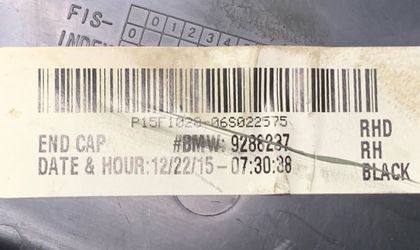 FIS-
INDEX
0 1 2 3 4
P15F1029-06S022575
END CAP #BMW: 9286237 RHD
RH
DATE & HOUR:12/22/15-07:30:38 BLACK